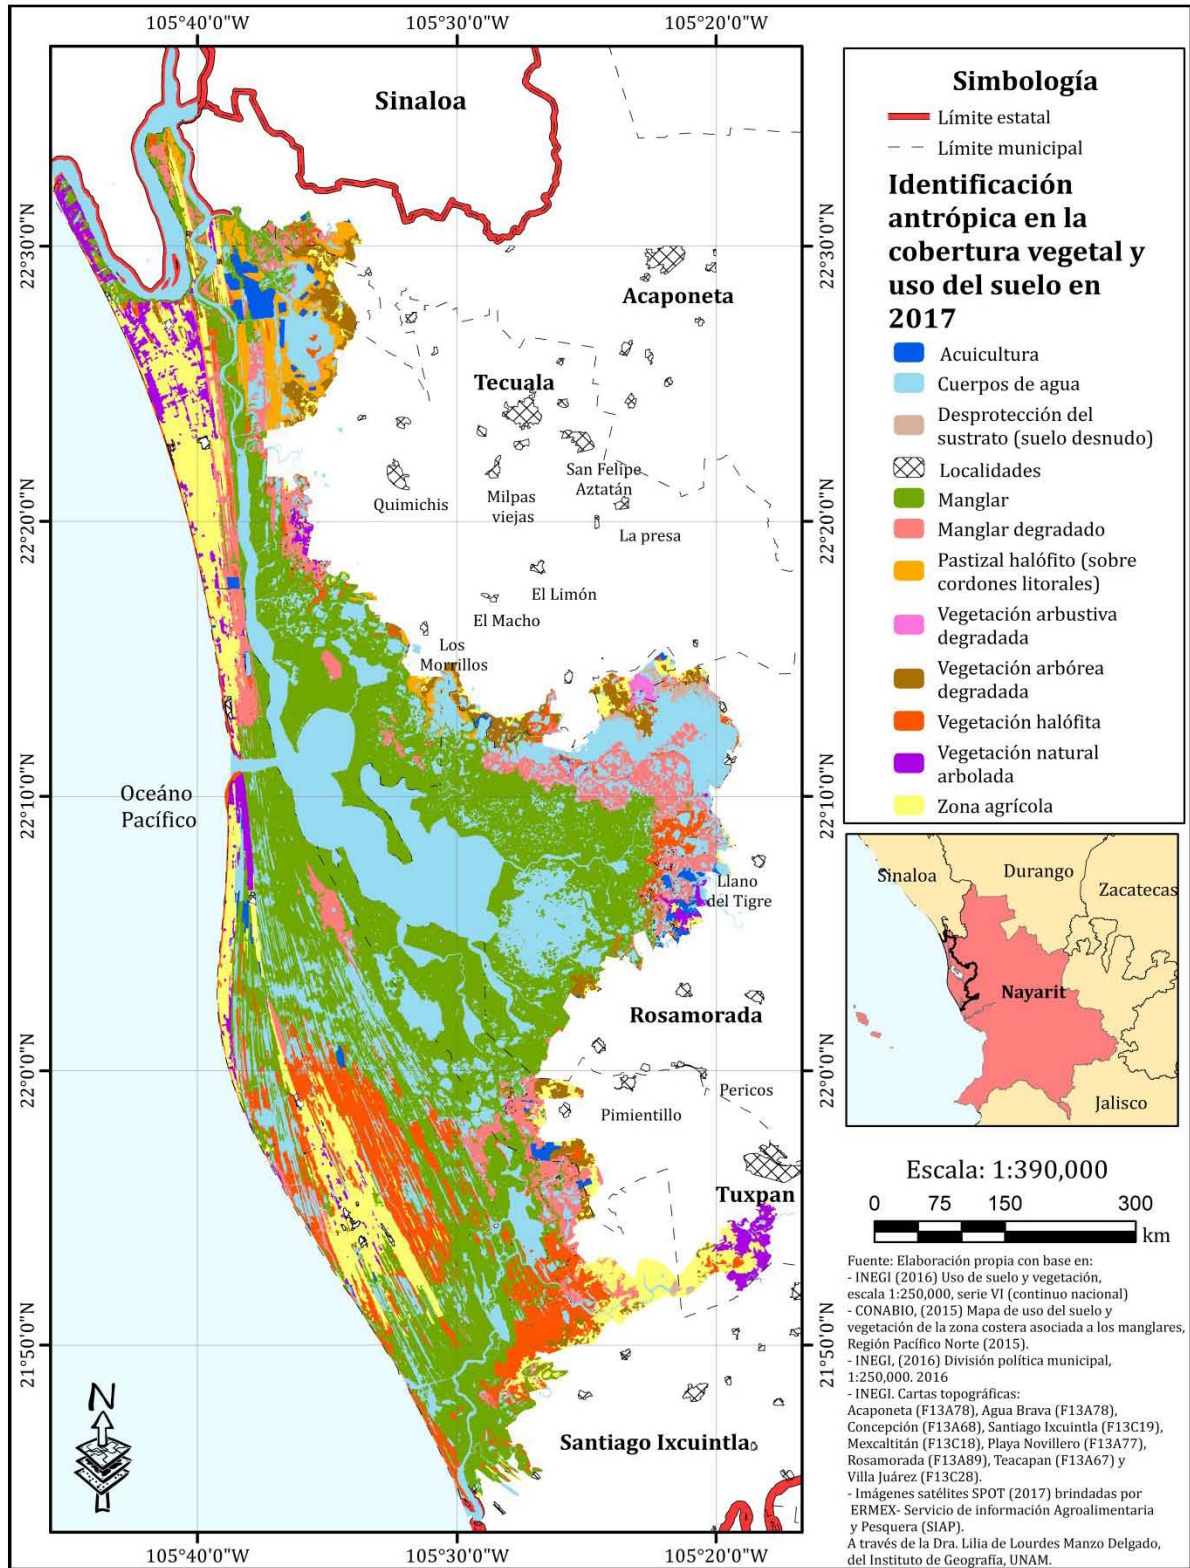 105°40'0"W
105°30'0"W
105°20'0"W
22°30'0"N
22°20'0"N
22°10'0"N
22°0'0"N
21°50'0"N
Sinaloa
Acaponeta
Tecuala
San Felipe
Aztatán
Quimichis
Milpas
viejas
La presa
El Limón
El Macho
Los
Morrillos
Océano
Pacífico
Llano
del Tigre
Rosamorada
Pericos
Pimientillo
Tuxpan
Santiago Ixcuintla
N
22°30'0"N
22°20'0"N
22°10'0"N
22°0'0"N
21°50'0"N
105°40'0"W
105°30'0"W
105°20'0"W
Simbología
Límite estatal
Límite municipal
Identificación
antrópica en la
cobertura vegetal y
uso del suelo en
2017
Acuicultura
Cuerpos de agua
Desprotección del
sustrato (suelo desnudo)
Localidades
Manglar
Manglar degradado
Pastizal halófito (sobre
cordones litorales)
Vegetación arbustiva
degradada
Vegetación arbórea
degradada
Vegetación halófita
Vegetación natural
arbolada
Zona agrícola
Sinaloa
Durango
Zacatecas
Nayarit
Jalisco
Escala: 1:390,000
0 75 150 300
km
Fuente: Elaboración propia con base en:
- INEGI (2016) Uso de suelo y vegetación,
escala 1:250,000, serie VI (continuo nacional)
- CONABIO, (2015) Mapa de uso del suelo y
vegetación de la zona costera asociada a los manglares,
Región Pacífico Norte (2015).
- INEGI, (2016) División política municipal,
1:250,000. 2016
- INEGI. Cartas topográficas:
Acaponeta (F13A78), Agua Brava (F13A78),
Concepción (F13A68), Santiago Ixcuintla (F13C19),
Mexcaltitán (F13C18), Playa Novillero (F13A77),
Rosamorada (F13A89), Teacapan (F13A67) y
Villa Juárez (F13C28).
- Imágenes satélites SPOT (2017) brindadas por
ERMEX- Servicio de información Agroalimentaria
y Pesquera (SIAP).
A través de la Dra. Lilia de Lourdes Manzo Delgado,
del Instituto de Geografía, UNAM.